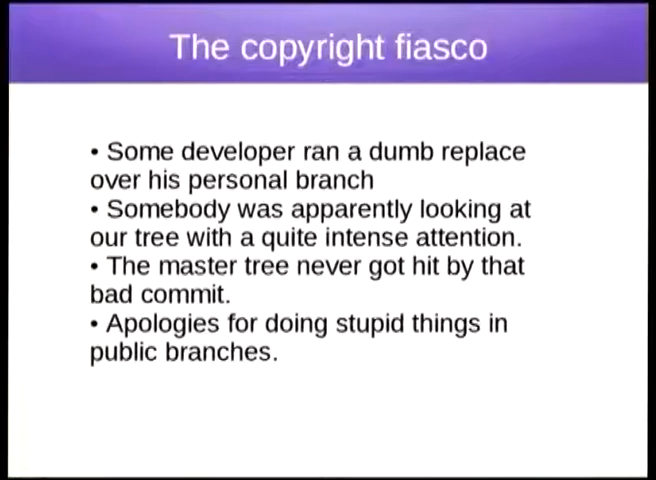 The copyright fiasco
• Some developer ran a dumb replace
over his personal branch
• Somebody was apparently looking at
our tree with a quite intense attention.
• The master tree never got hit by that
bad commit.
• Apologies for doing stupid things in
public branches.